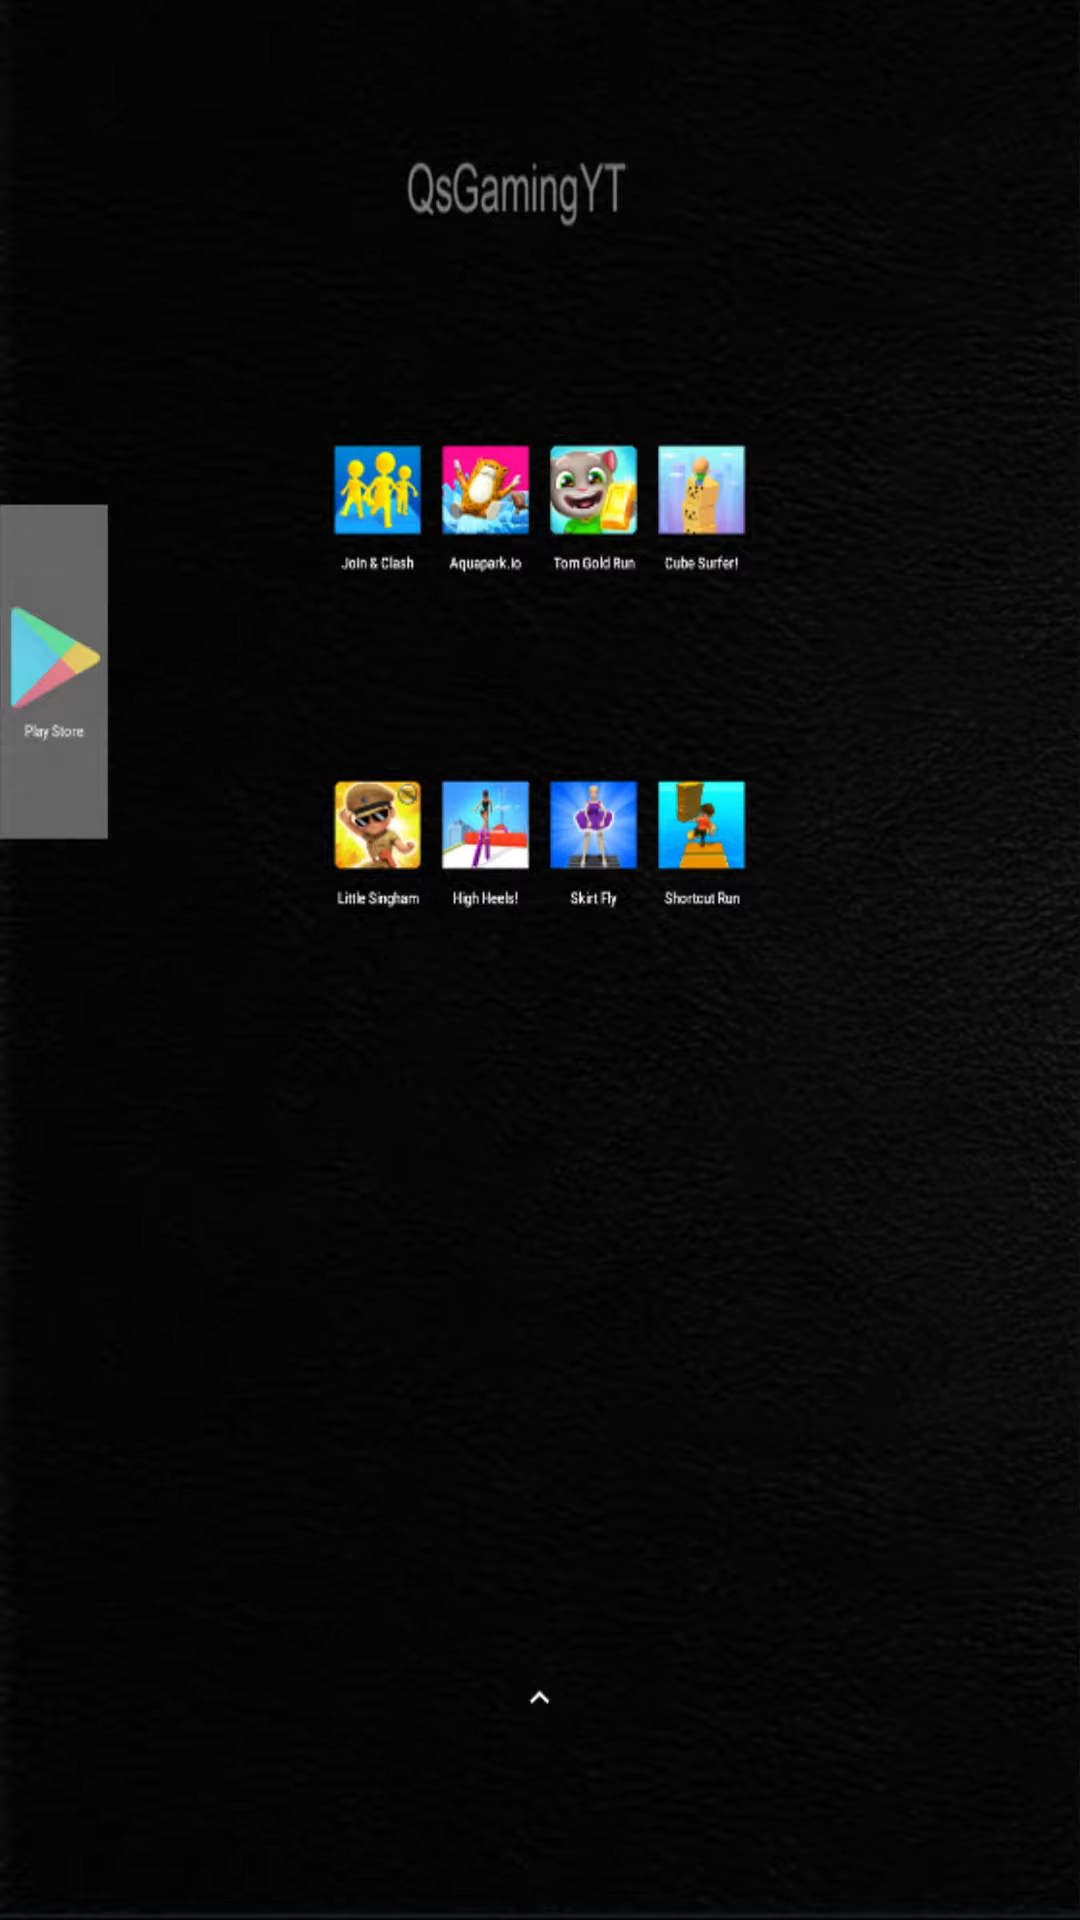 QsGamingYT
Join & Clash
Aquapark.io
Tom Gold Run
Cube Surfer!
Play Store
Little Singham
High Heels!
Skirt Fly
Shortcut Run